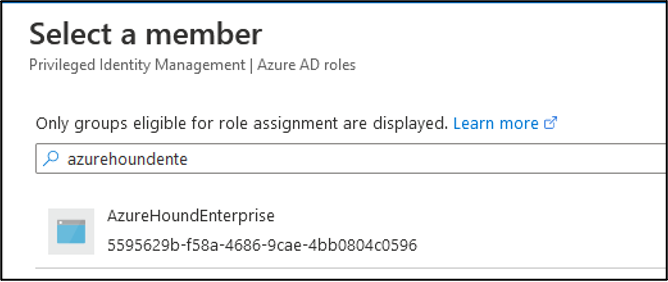 Select a member
Privileged Identity Management | Azure AD roles
Only groups eligible for role assignment are displayed. Learn more
azurehoundente
AzureHoundEnterprise
5595629b-f58a-4686-9cae-4bb0804c0596